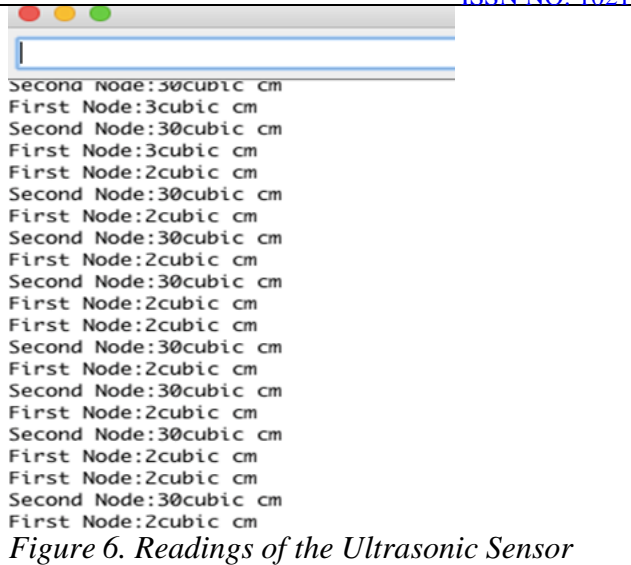 Second Node:30cubic cm
First Node:3cubic cm
Second Node:30cubic cm
First Node:3cubic cm
First Node:2cubic cm
Second Node:30cubic cm
First Node:2cubic cm
Second Node:30cubic cm
First Node:2cubic cm
Second Node:30cubic cm
First Node:2cubic cm
First Node:2cubic cm
Second Node:30cubic cm
First Node:2cubic cm
Second Node:30cubic cm
First Node:2cubic cm
Second Node:30cubic cm
First Node:2cubic cm
First Node:2cubic cm
Second Node:30cubic cm
First Node:2cubic cm
Figure 6. Readings of the Ultrasonic Sensor